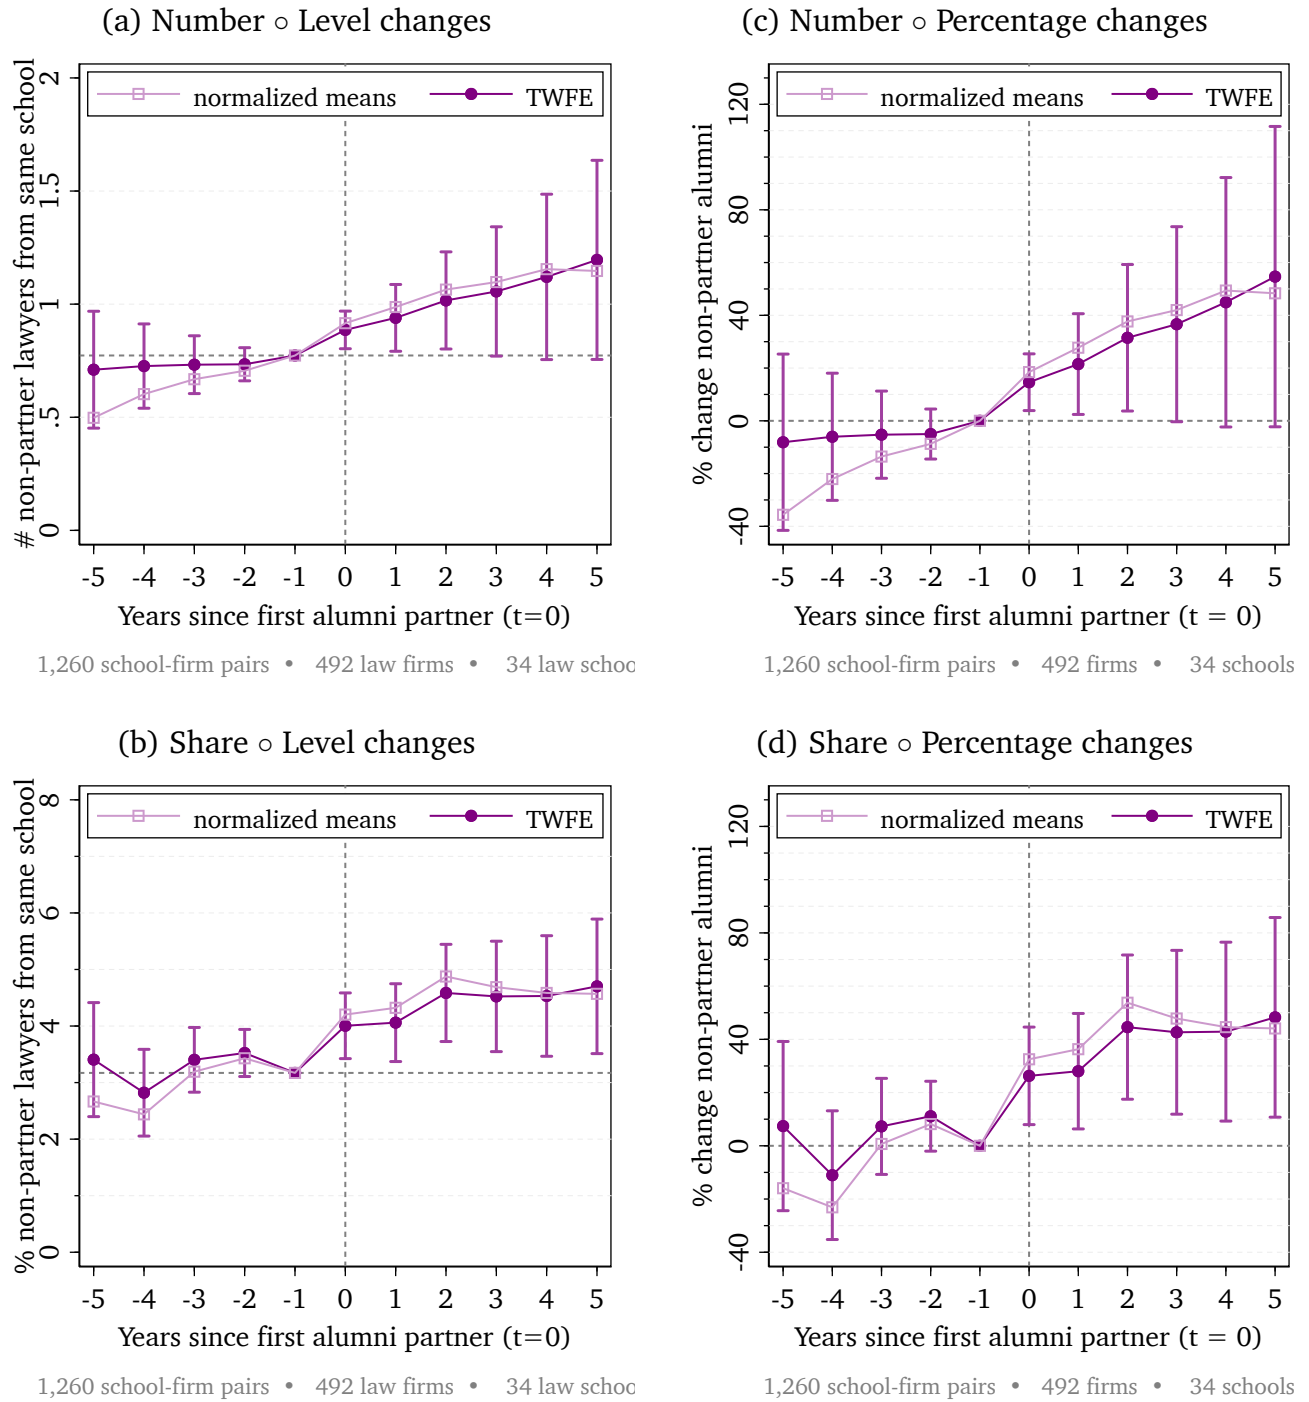 (a) Number ∘ Level changes
# non-partner lawyers from same school
2
1.5
1
.5
0
normalized means
TWFE
-5 -4 -3 -2 -1 0 1 2 3 4 5
Years since first alumni partner (t=0)
1,260 school-firm pairs • 492 law firms • 34 law schoo
(c) Number ∘ Percentage changes
% change non-partner alumni
120
80
40
0
-40
normalized means
TWFE
-5 -4 -3 -2 -1 0 1 2 3 4 5
Years since first alumni partner (t = 0)
1,260 school-firm pairs • 492 firms • 34 schools
(b) Share ∘ Level changes
% non-partner lawyers from same school
8
6
4
2
0
normalized means
TWFE
-5 -4 -3 -2 -1 0 1 2 3 4 5
Years since first alumni partner (t=0)
1,260 school-firm pairs • 492 law firms • 34 law schoo
(d) Share ∘ Percentage changes
% change non-partner alumni
120
80
40
0
-40
normalized means
TWFE
-5 -4 -3 -2 -1 0 1 2 3 4 5
Years since first alumni partner (t = 0)
1,260 school-firm pairs • 492 firms • 34 schools